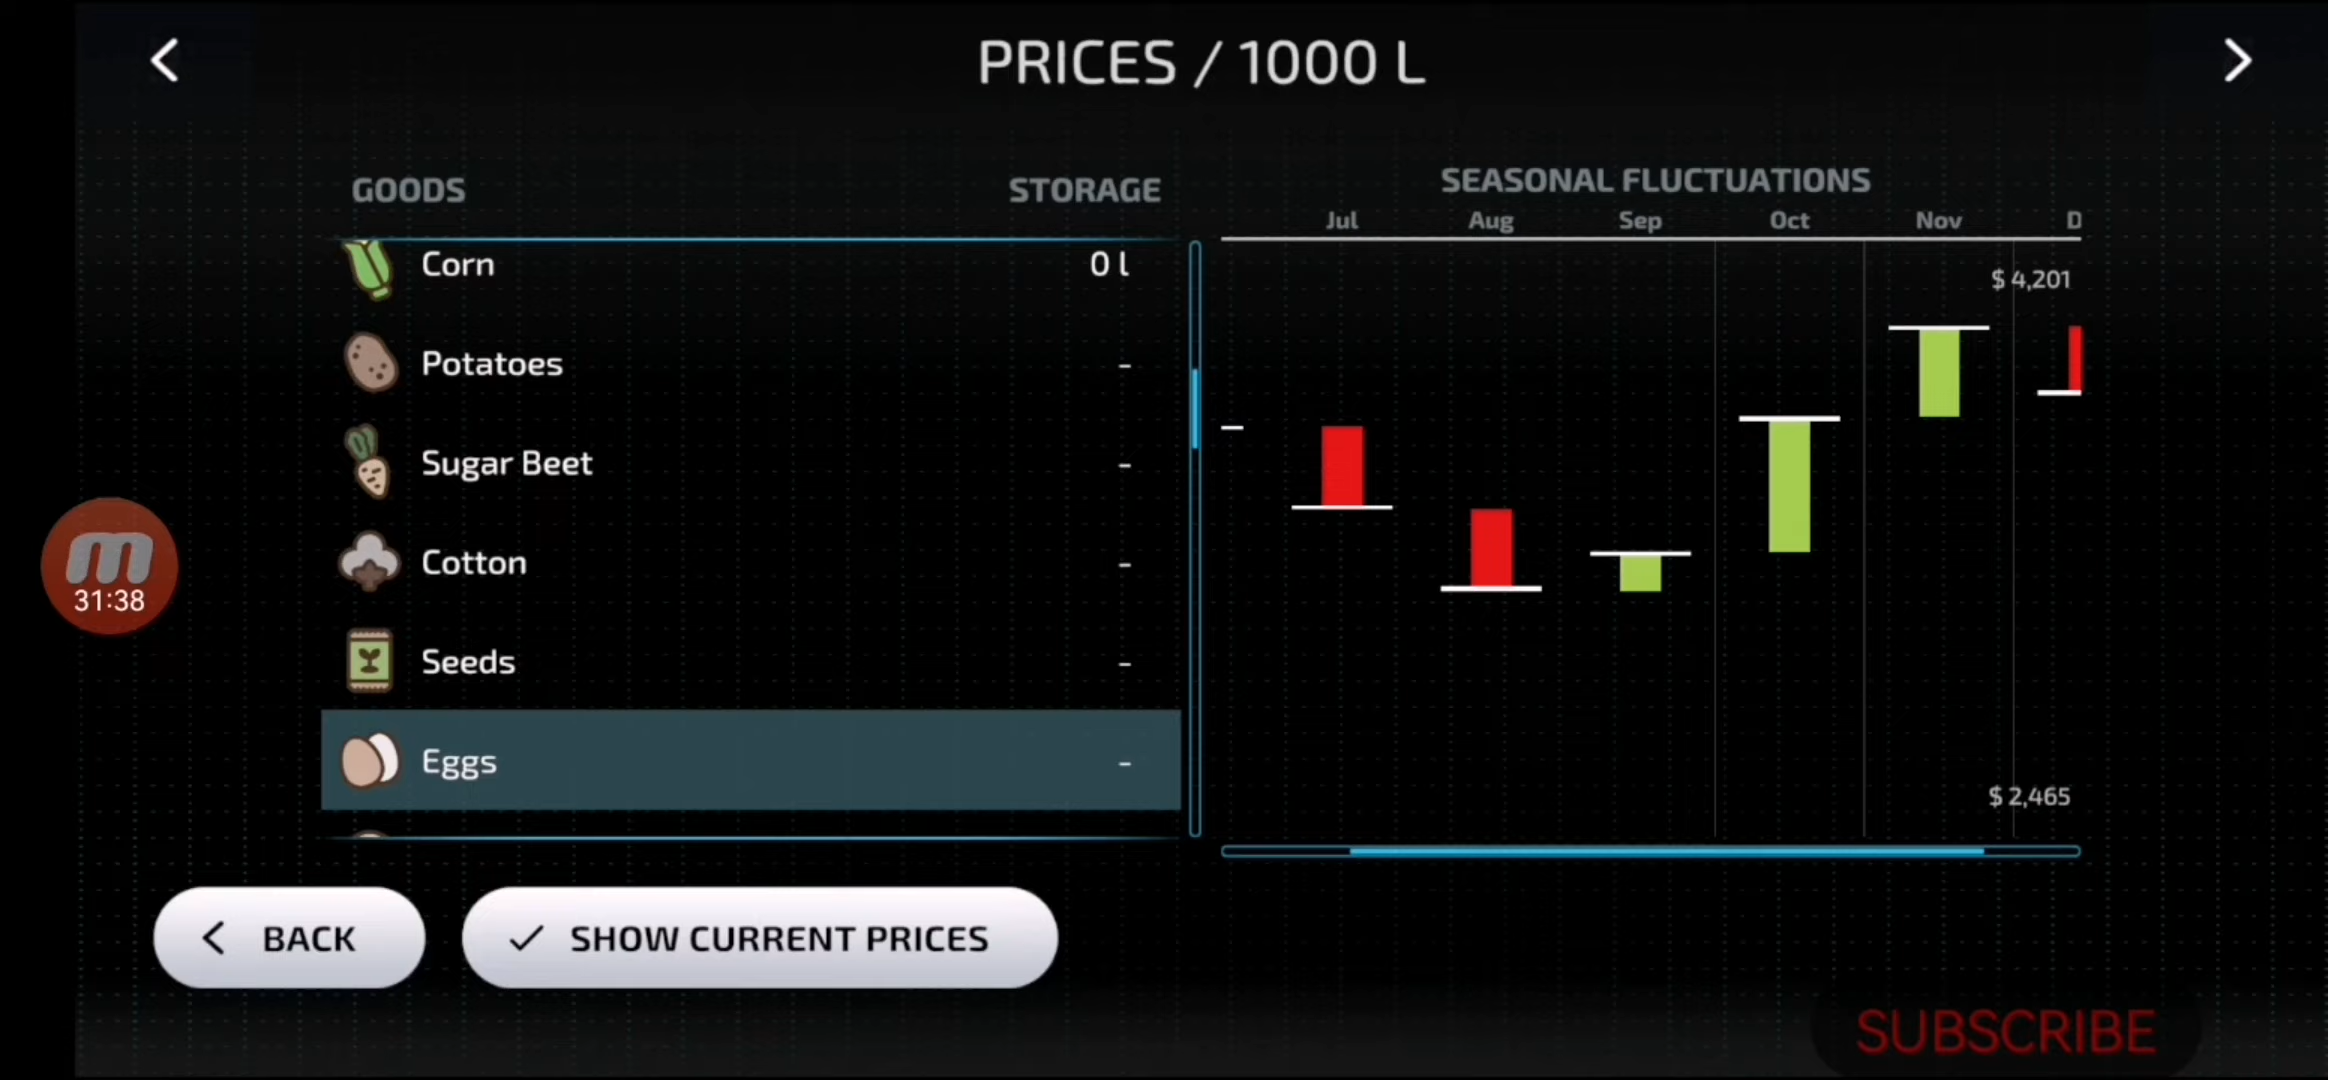 PRICES / 1000 L
GOODS
STORAGE
SEASONAL FLUCTUATIONS
Jul Aug Sep Oct Nov D
Corn 0 l
Potatoes -
Sugar Beet -
Cotton -
Seeds -
Eggs -
$ 4,201
$ 2,465
m
31:38
BACK
SHOW CURRENT PRICES
SUBSCRIBE